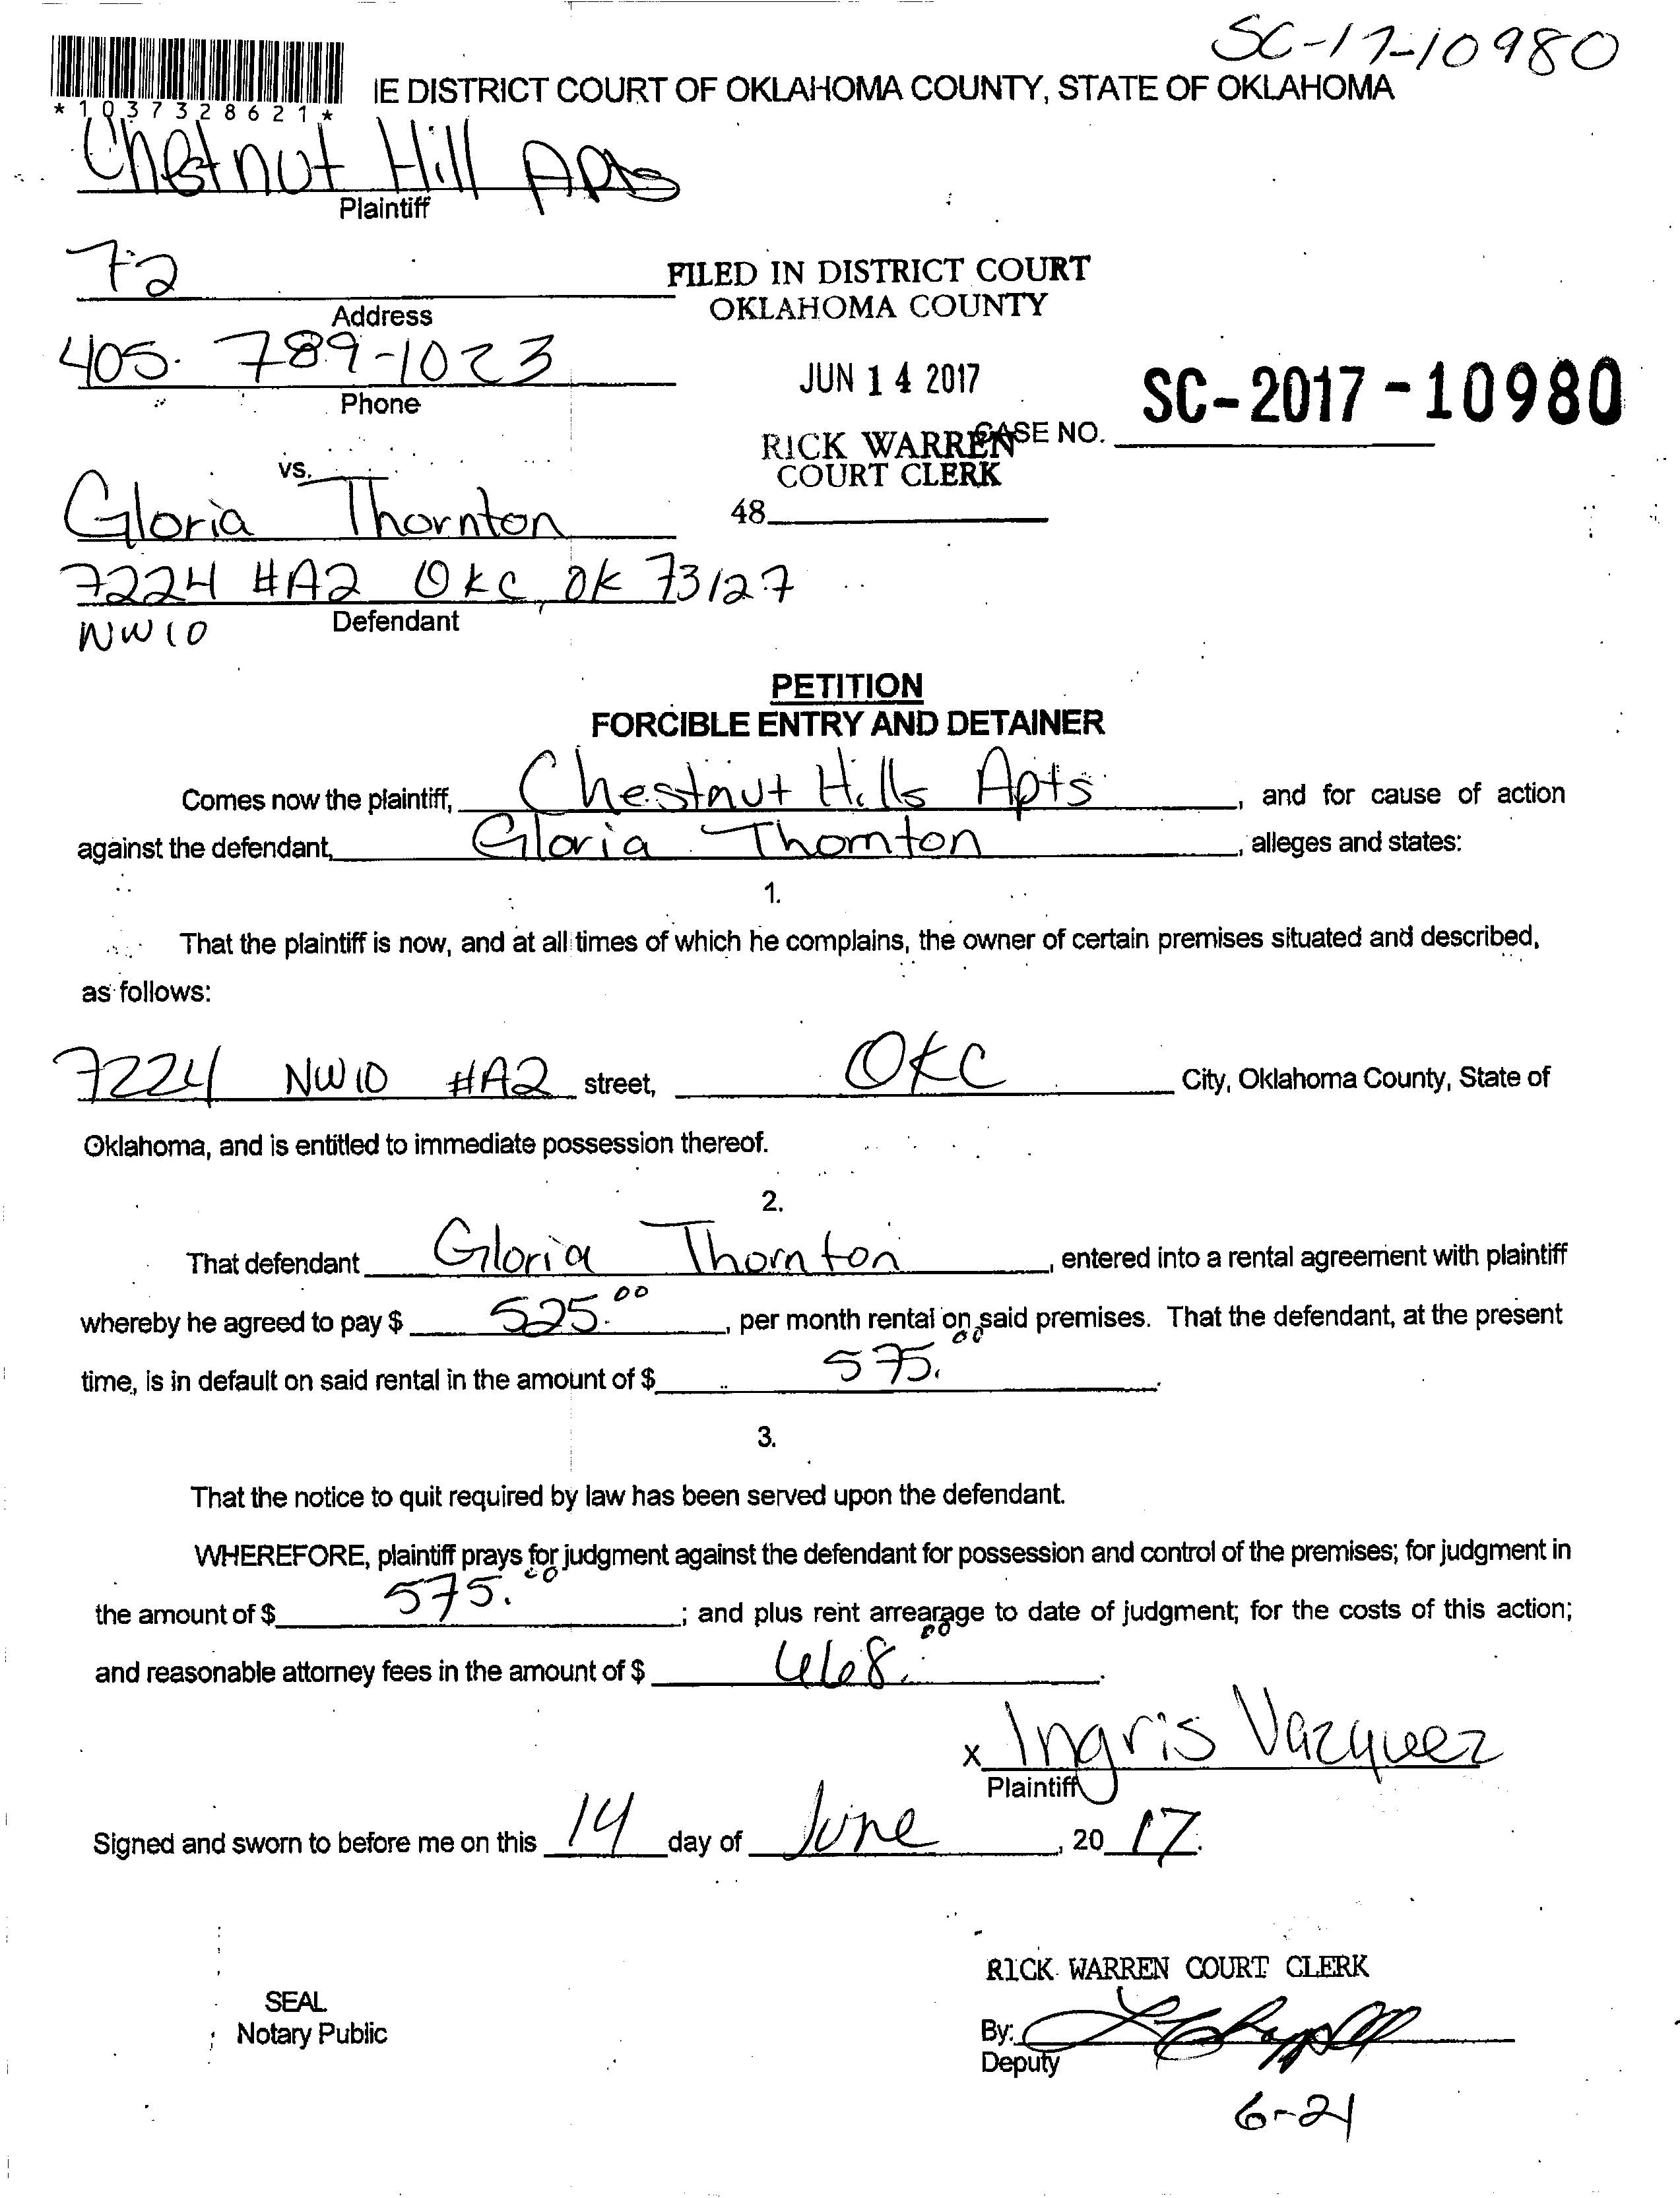 SC-17-10980
*1037328621*
IE DISTRICT COURT OF OKLAHOMA COUNTY, STATE OF OKLAHOMA
Chestnut Hill Apts
Plaintiff
72
Address
FILED IN DISTRICT COURT
OKLAHOMA COUNTY
405. 789-1023
Phone
JUN 14 2017
SC-2017-10980
RICK WARREN CASE NO.
COURT CLERK
vs.
48
Gloria Thornton
7224 #A2 OKC, OK 73127
NW 10
Defendant
PETITION
FORCIBLE ENTRY AND DETAINER
Comes now the plaintiff, Chestnut Hills Apts, and for cause of action
against the defendant, Gloria Thornton, alleges and states:
1.
That the plaintiff is now, and at all times of which he complains, the owner of certain premises situated and described,
as follows:
7224 NW 10 #A2 street, OKC City, Oklahoma County, State of
Oklahoma, and is entitled to immediate possession thereof.
2.
That defendant Gloria Thornton, entered into a rental agreement with plaintiff
whereby he agreed to pay $ 525.00, per month rental on said premises. That the defendant, at the present
time, is in default on said rental in the amount of $ 575.00.
3.
That the notice to quit required by law has been served upon the defendant.
WHEREFORE, plaintiff prays for judgment against the defendant for possession and control of the premises; for judgment in
the amount of $ 575.00; and plus rent arrearage to date of judgment; for the costs of this action;
and reasonable attorney fees in the amount of $ 468.00.
x Ingris Vazquez
Plaintiff
Signed and sworn to before me on this 14 day of June, 2017.
RICK WARREN COURT CLERK
SEAL
Notary Public
By:
Deputy
6-21